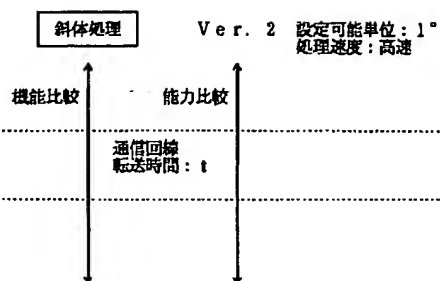 斜体処理 Ver. 2 設定可能単位：1°
処理速度：高速
機能比較 能力比較
通信回線
転送時間：t